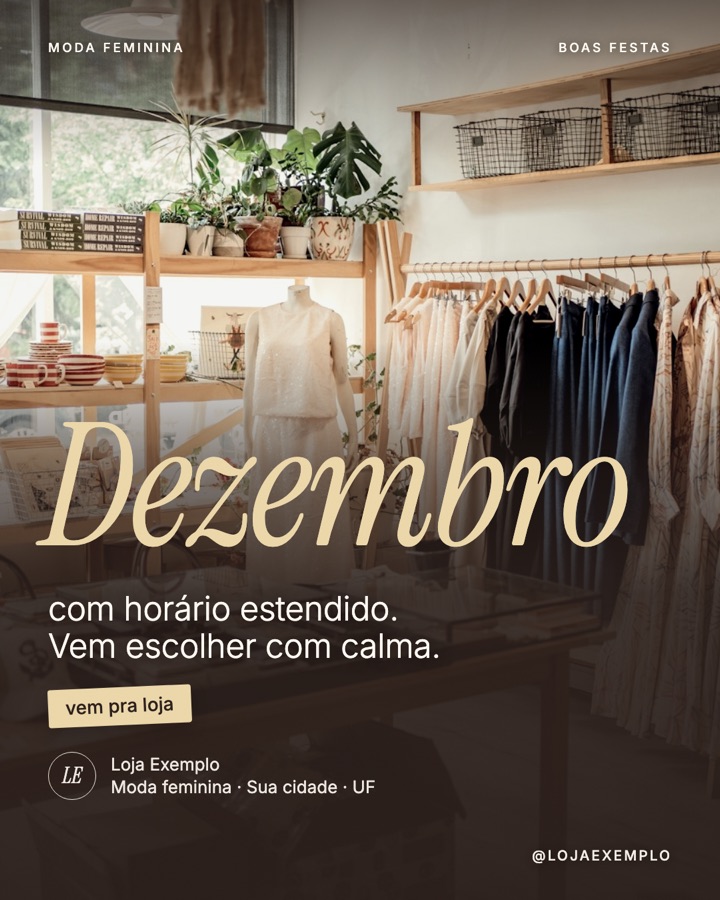 MODA FEMININA
BOAS FESTAS
Dezembro
com horário estendido.
Vem escolher com calma.
vem pra loja
LE
Loja Exemplo
Moda feminina · Sua cidade · UF
@LOJAEXEMPLO